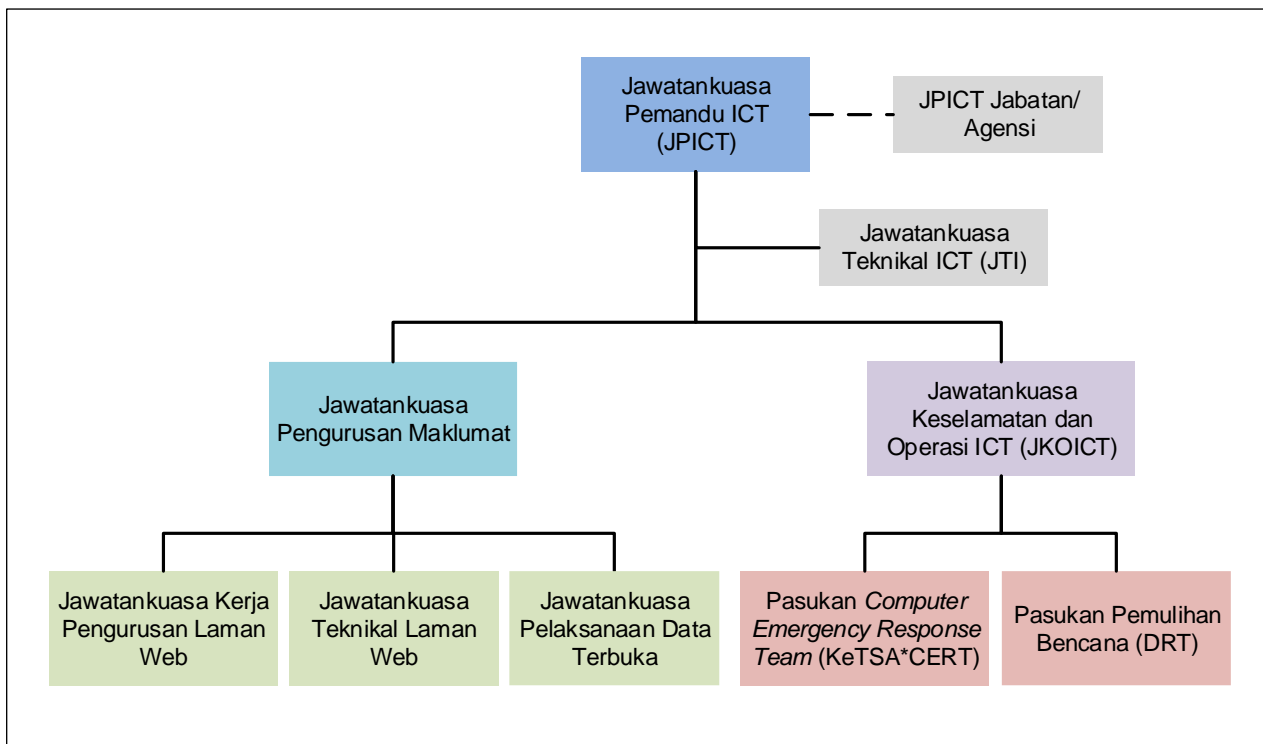 Jawatankuasa
Pemandu ICT
(JPICT)
JPICT Jabatan/
Agensi
Jawatankuasa
Teknikal ICT (JTI)
Jawatankuasa
Pengurusan Maklumat
Jawatankuasa
Keselamatan dan
Operasi ICT (JKOICT)
Jawatankuasa Kerja
Pengurusan Laman
Web
Jawatankuasa
Teknikal Laman
Web
Jawatankuasa
Pelaksanaan Data
Terbuka
Pasukan Computer
Emergency Response
Team (KeTSA*CERT)
Pasukan Pemulihan
Bencana (DRT)